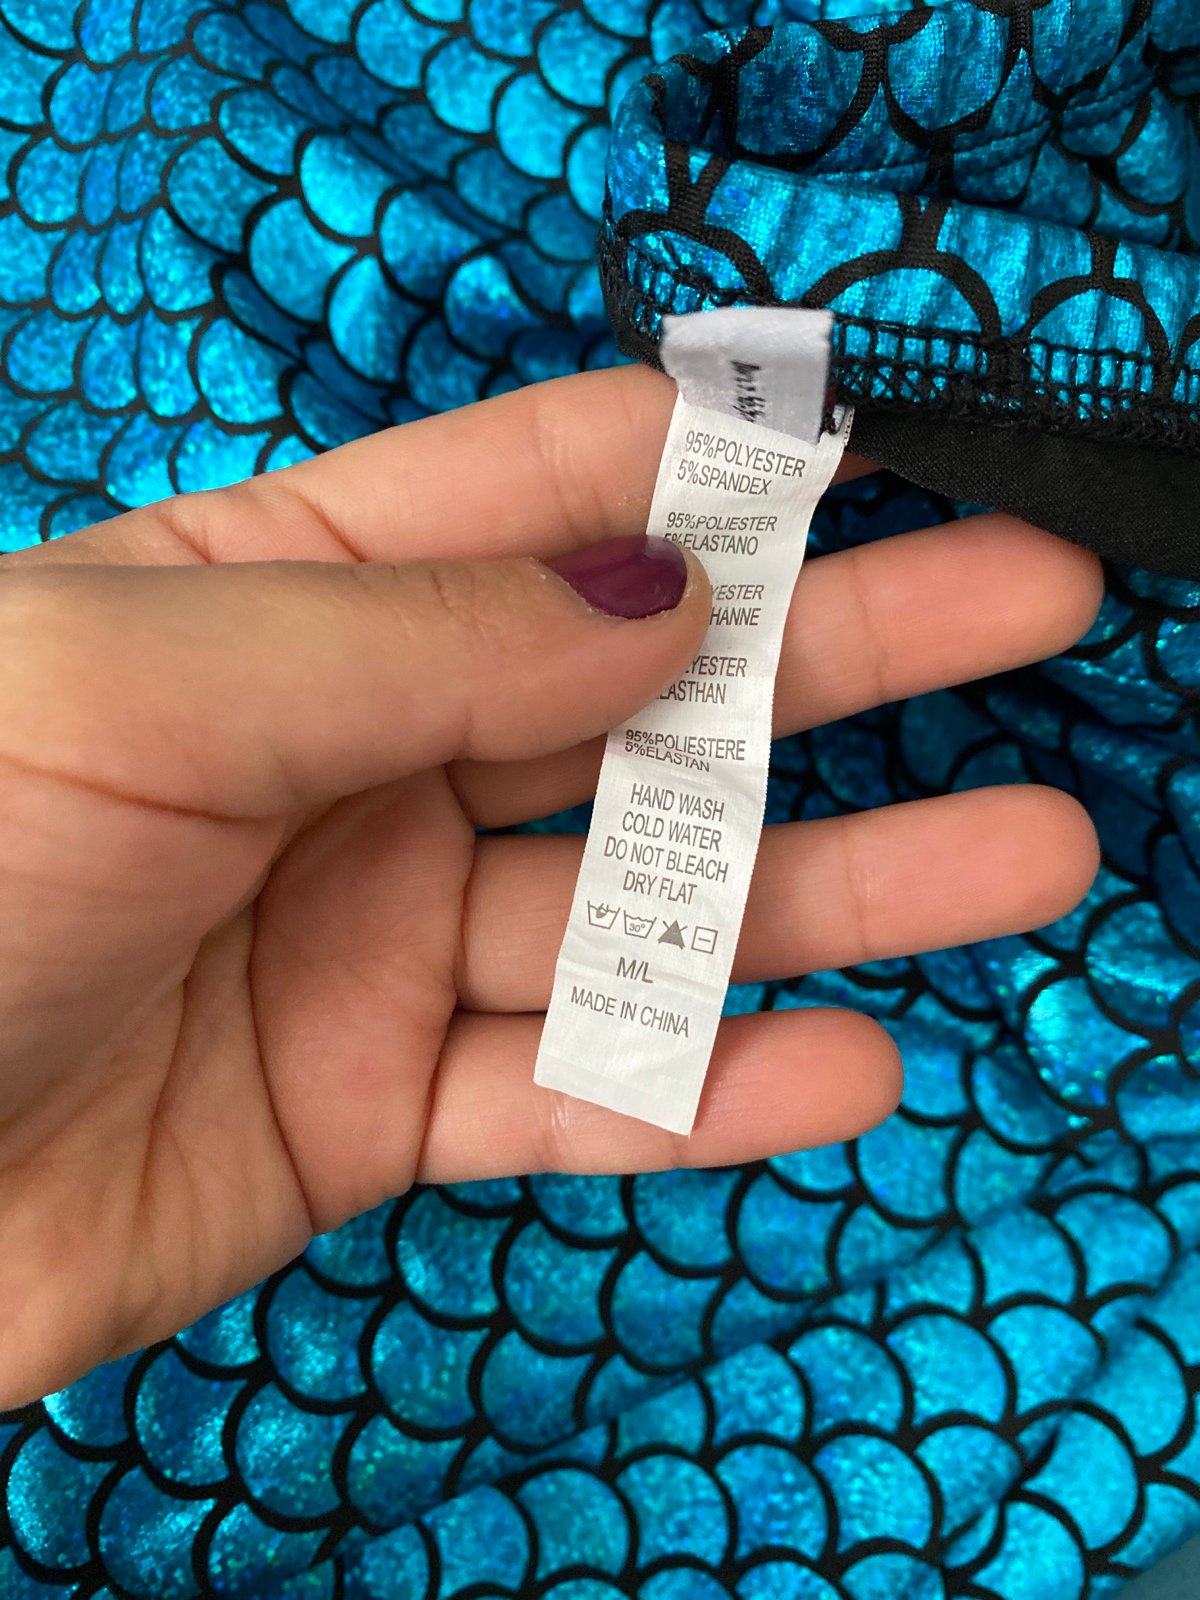 95%POLYESTER
5%SPANDEX
95%POLIESTER
5%ELASTANO
YESTER
HANNE
LYESTER
LASTHAN
95%POLIESTERE
5%ELASTAN
HAND WASH
COLD WATER
DO NOT BLEACH
DRY FLAT
30°
M/L
MADE IN CHINA